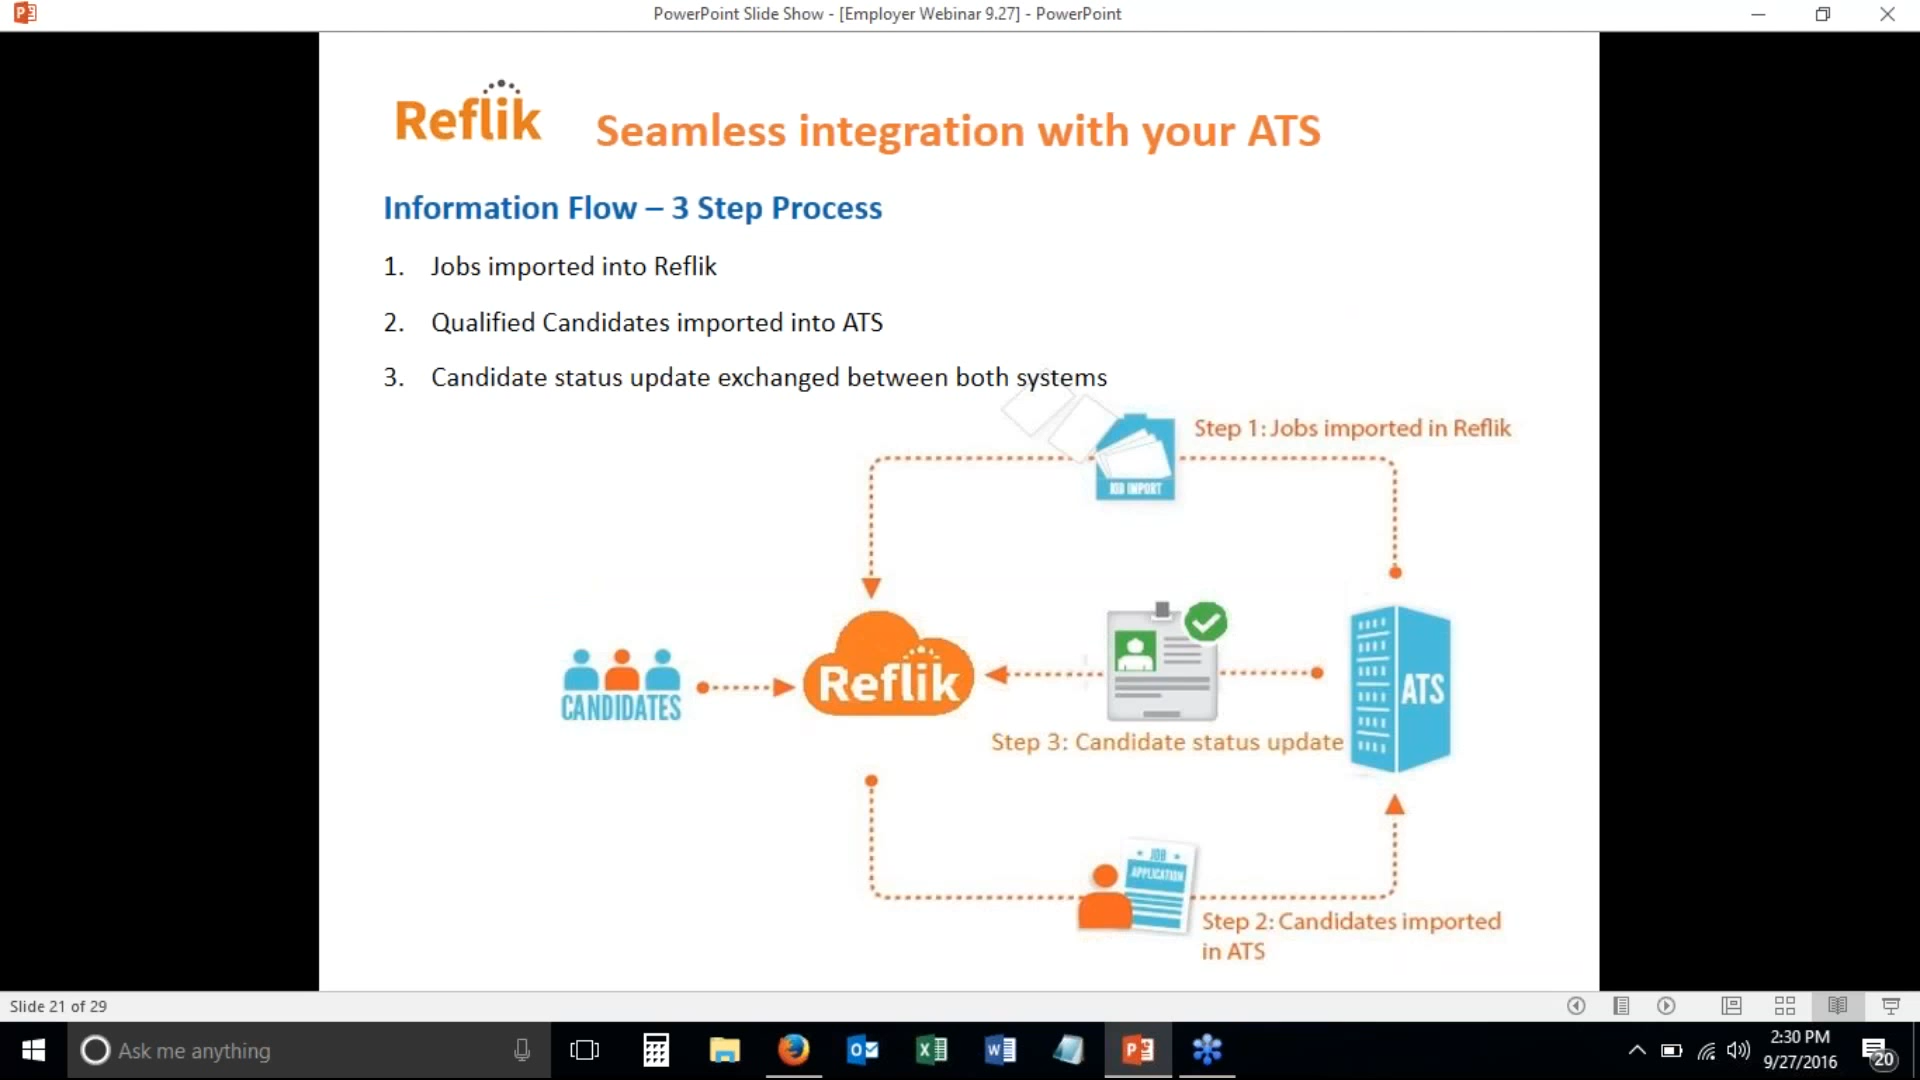 PowerPoint Slide Show - [Employer Webinar 9.27] - PowerPoint
Reflik
Seamless integration with your ATS
Information Flow – 3 Step Process
1. Jobs imported into Reflik
2. Qualified Candidates imported into ATS
3. Candidate status update exchanged between both systems
Step 1: Jobs imported in Reflik
JOB IMPORT
CANDIDATES
Reflik
ATS
Step 3: Candidate status update
JOB
APPLICATION
Step 2: Candidates imported
in ATS
Slide 21 of 29
Ask me anything
2:30 PM
9/27/2016
20